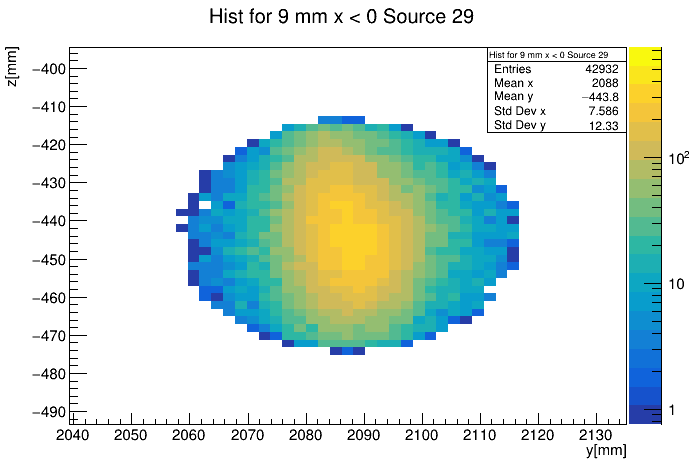 Hist for 9 mm x < 0 Source 29
z[mm]
Hist for 9 mm x < 0 Source 29
Entries 42932
Mean x 2088
Mean y −443.8
Std Dev x 7.586
Std Dev y 12.33
−400
−410
−420
−430
−440
−450
−460
−470
−480
−490
10²
10
1
2040 2050 2060 2070 2080 2090 2100 2110 2120 2130
y[mm]